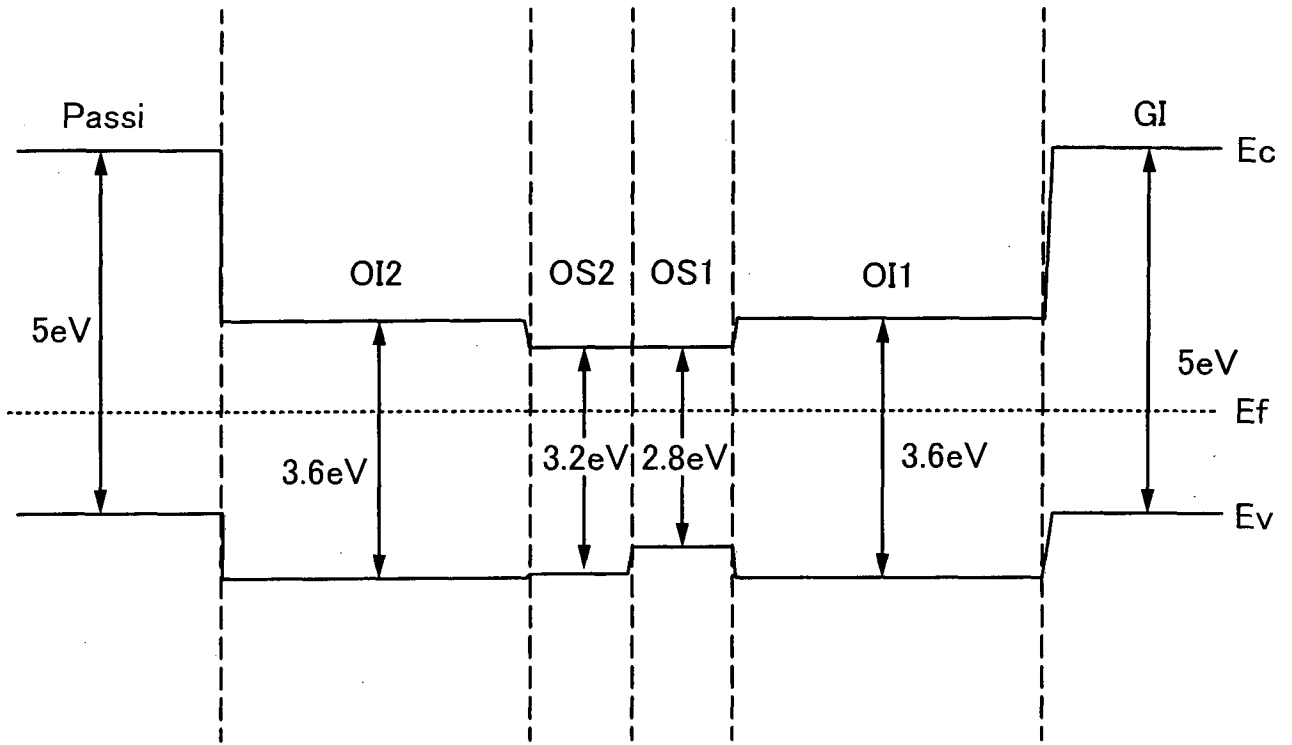 Passi
GI
Ec
OI2
OS2
OS1
OI1
5eV
5eV
Ef
3.6eV
3.2eV
2.8eV
3.6eV
Ev